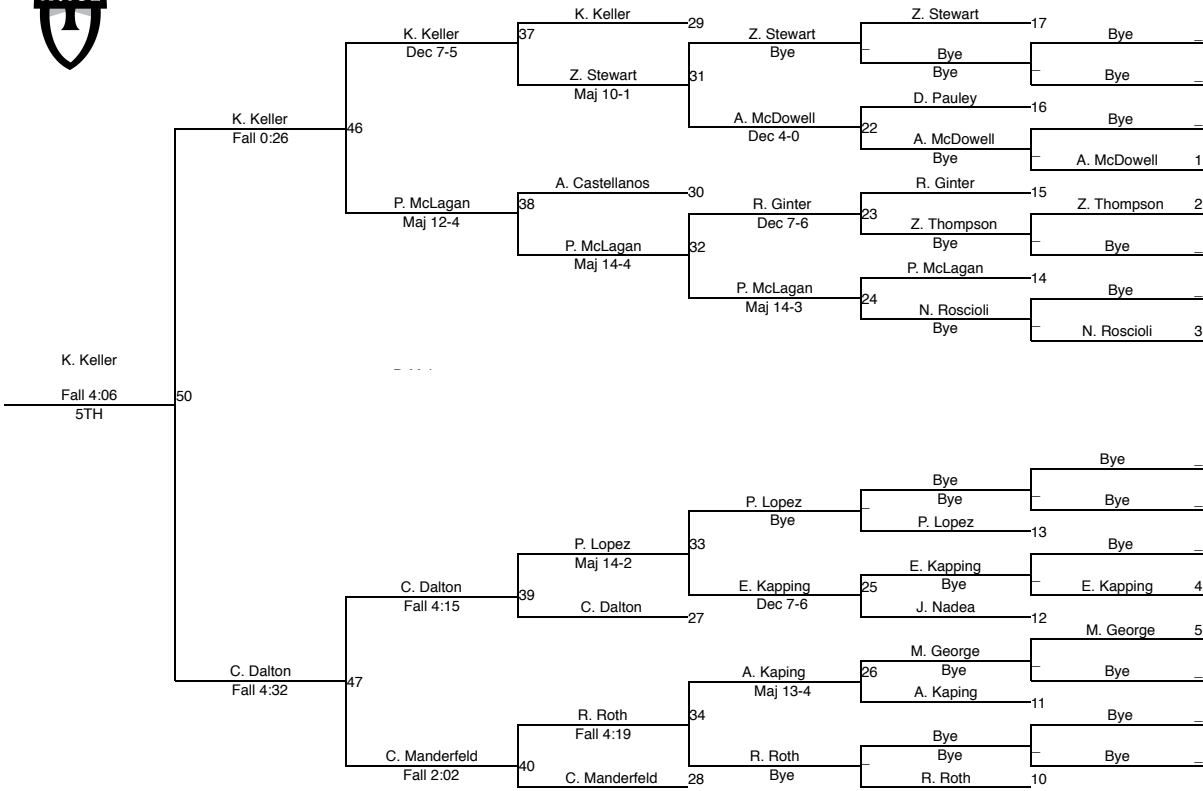 K. Keller
29
Z. Stewart
17
K. Keller
37
Z. Stewart
Bye
_
Dec 7-5
Bye
_
Bye
Z. Stewart
31
Bye
Bye
_
Maj 10-1
D. Pauley
16
K. Keller
A. McDowell
22
Bye
_
Fall 0:26
46
Dec 4-0
A. McDowell
Bye
_
A. McDowell
1
A. Castellanos
30
R. Ginter
15
P. McLagan
38
R. Ginter
23
Z. Thompson
2
Maj 12-4
Dec 7-6
Z. Thompson
P. McLagan
32
Bye
_
Bye
_
Maj 14-4
P. McLagan
14
P. McLagan
24
Bye
_
Maj 14-3
N. Roscioli
Bye
_
N. Roscioli
3
K. Keller
Fall 4:06
50
5TH
Bye
_
Bye
P. Lopez
_
Bye
_
Bye
Bye
_
P. Lopez
13
P. Lopez
33
Bye
_
Maj 14-2
E. Kapping
C. Dalton
39
E. Kapping
25
Bye
_
E. Kapping
4
Fall 4:15
C. Dalton
27
Dec 7-6
J. Nadea
12
M. George
5
M. George
C. Dalton
47
A. Kaping
26
Bye
_
Bye
_
Fall 4:32
Maj 13-4
A. Kaping
11
R. Roth
34
Bye
_
Fall 4:19
Bye
C. Manderfeld
40
R. Roth
_
Bye
_
Bye
_
Fall 2:02
C. Manderfeld
28
Bye
R. Roth
10